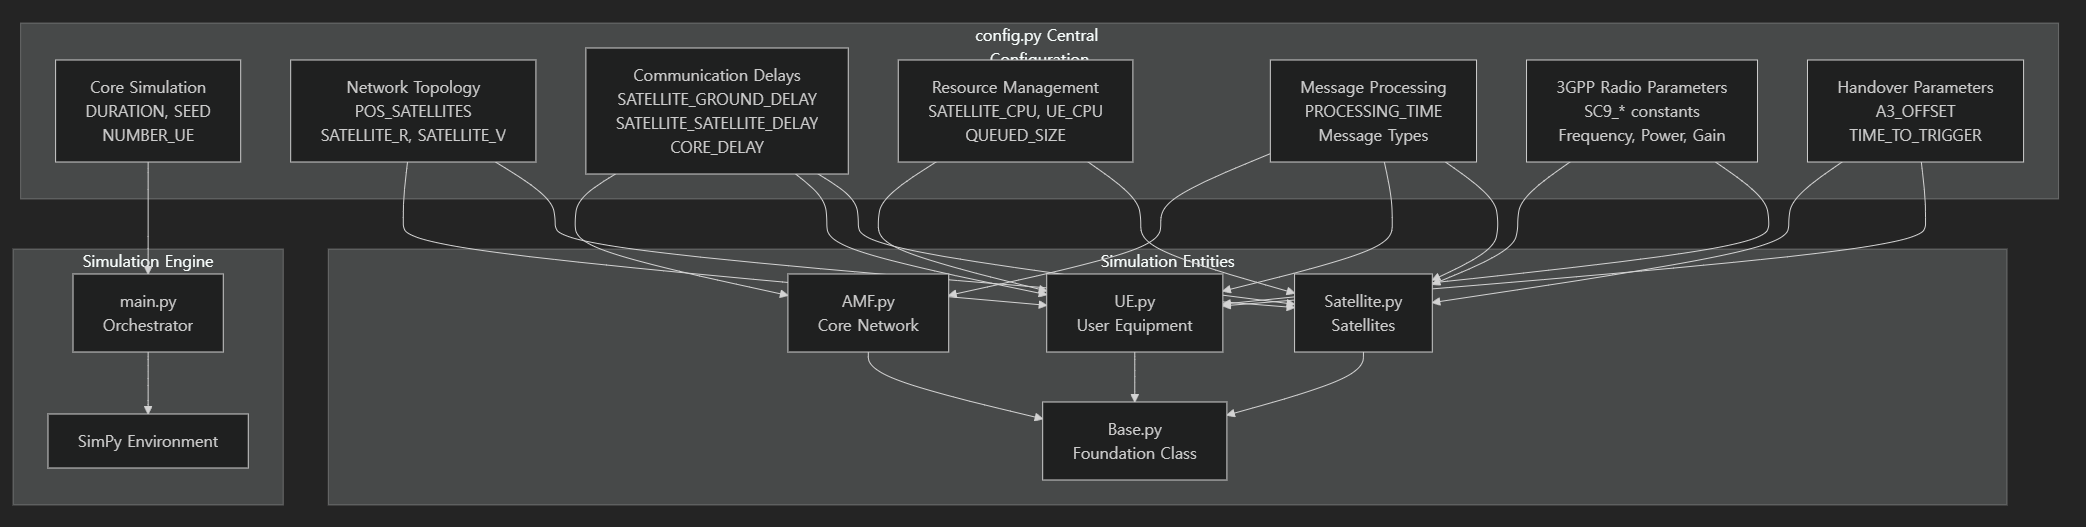 config.py Central
Configuration
Core Simulation
DURATION, SEED
NUMBER_UE
Network Topology
POS_SATELLITES
SATELLITE_R, SATELLITE_V
Communication Delays
SATELLITE_GROUND_DELAY
SATELLITE_SATELLITE_DELAY
CORE_DELAY
Resource Management
SATELLITE_CPU, UE_CPU
QUEUED_SIZE
Message Processing
PROCESSING_TIME
Message Types
3GPP Radio Parameters
SC9_* constants
Frequency, Power, Gain
Handover Parameters
A3_OFFSET
TIME_TO_TRIGGER
Simulation Engine
main.py
Orchestrator
SimPy Environment
Simulation Entities
AMF.py
Core Network
UE.py
User Equipment
Satellite.py
Satellites
Base.py
Foundation Class